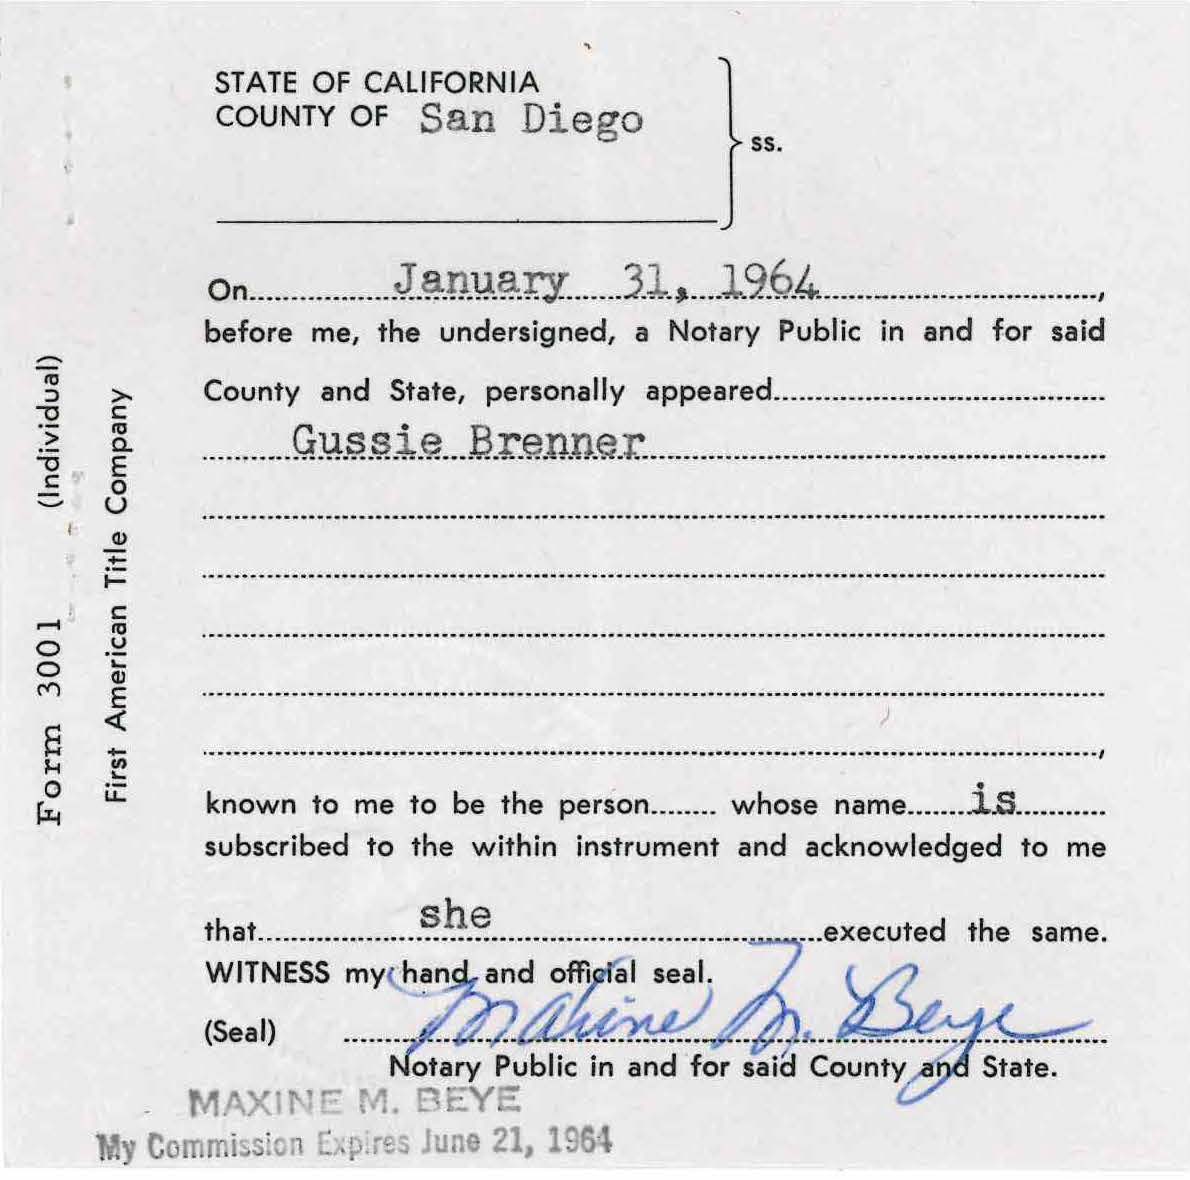 STATE OF CALIFORNIA
COUNTY OF San Diego
ss.
On January 31, 1964,
before me, the undersigned, a Notary Public in and for said
County and State, personally appeared
Gussie Brenner
,
known to me to be the person whose name is
subscribed to the within instrument and acknowledged to me
that she executed the same.
WITNESS my hand and official seal.
Maxine M. Beye
(Seal)
Notary Public in and for said County and State.
MAXINE M. BEYE
My Commission Expires June 21, 1964
Form 3001 (Individual)
First American Title Company